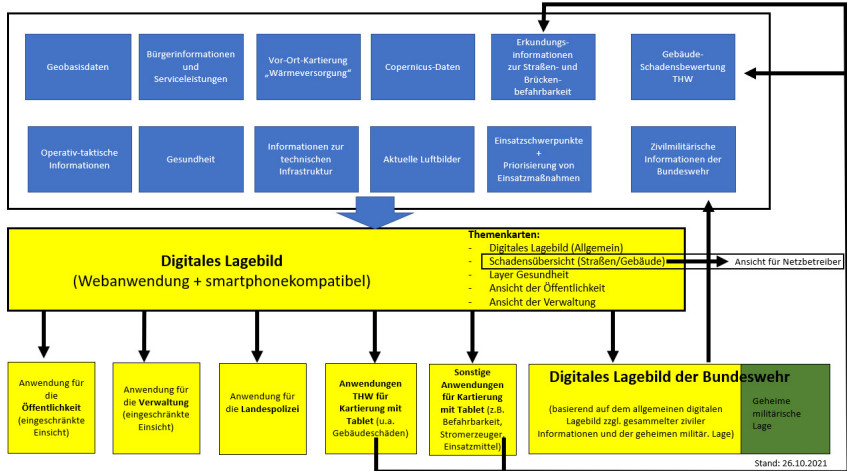 Geobasisdaten
Bürgerinformationen
und
Serviceleistungen
Vor-Ort-Kartierung
„Wärmeversorgung“
Copernicus-Daten
Erkundungs-
informationen
zur Straßen- und
Brücken-
befahrbarkeit
Gebäude-
Schadensbewertung
THW
Operativ-taktische
Informationen
Gesundheit
Informationen zur
technischen
Infrastruktur
Aktuelle Luftbilder
Einsatzschwerpunkte
+
Priorisierung von
Einsatzmaßnahmen
Zivilmilitärische
Informationen der
Bundeswehr
Digitales Lagebild
(Webanwendung + smartphonekompatibel)
Themenkarten:
- Digitales Lagebild (Allgemein)
- Schadensübersicht (Straßen/Gebäude)
- Layer Gesundheit
- Ansicht der Öffentlichkeit
- Ansicht der Verwaltung
Ansicht für Netzbetreiber
Anwendung für
die
Öffentlichkeit
(eingeschränkte
Einsicht)
Anwendung für
die Verwaltung
(eingeschränkte
Einsicht)
Anwendung für
die Landespolizei
Anwendungen
THW für
Kartierung mit
Tablet (u.a.
Gebäudeschäden)
Sonstige
Anwendungen
für Kartierung
mit Tablet (z.B.
Befahrbarkeit,
Stromerzeuger,
Einsatzmittel)
Digitales Lagebild der Bundeswehr
(basierend auf dem allgemeinen digitalen
Lagebild zzgl. gesammelter ziviler
Informationen und der geheimen militär. Lage)
Geheime
militärische
Lage
Stand: 26.10.2021